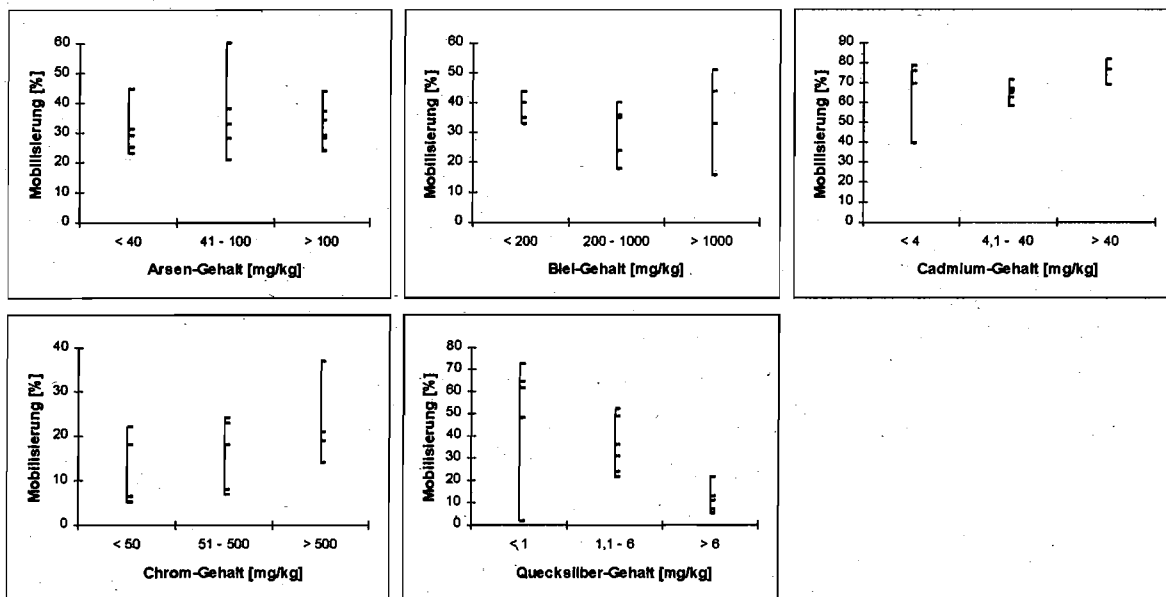 Mobilisierung [%]
60
50
40
30
20
10
0
< 40 41 - 100 > 100
Arsen-Gehalt [mg/kg]
Mobilisierung [%]
60
50
40
30
20
10
0
< 200 200 - 1000 > 1000
Blei-Gehalt [mg/kg]
Mobilisierung [%]
90
80
70
60
50
40
30
20
10
0
< 4 4,1 - 40 > 40
Cadmium-Gehalt [mg/kg]
Mobilisierung [%]
40
30
20
10
0
< 50 51 - 500 > 500
Chrom-Gehalt [mg/kg]
Mobilisierung [%]
80
70
60
50
40
30
20
10
0
< 1 1,1 - 6 > 6
Quecksilber-Gehalt [mg/kg]